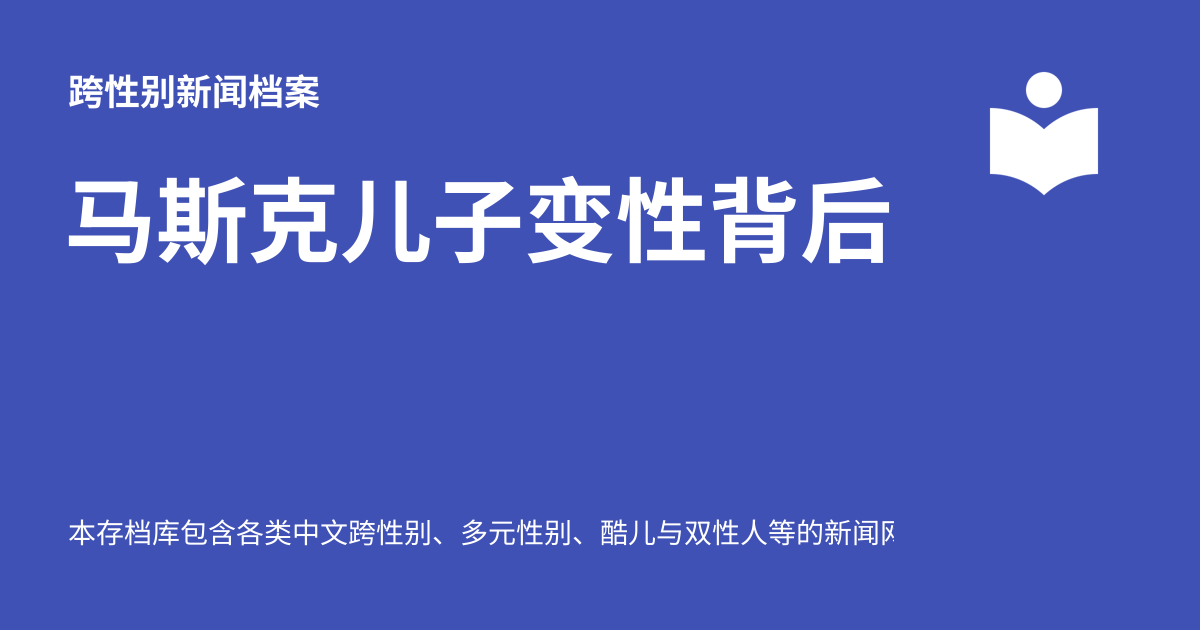 跨性别新闻档案
马斯克儿子变性背后
本存档库包含各类中文跨性别、多元性别、酷儿与双性人等的新闻